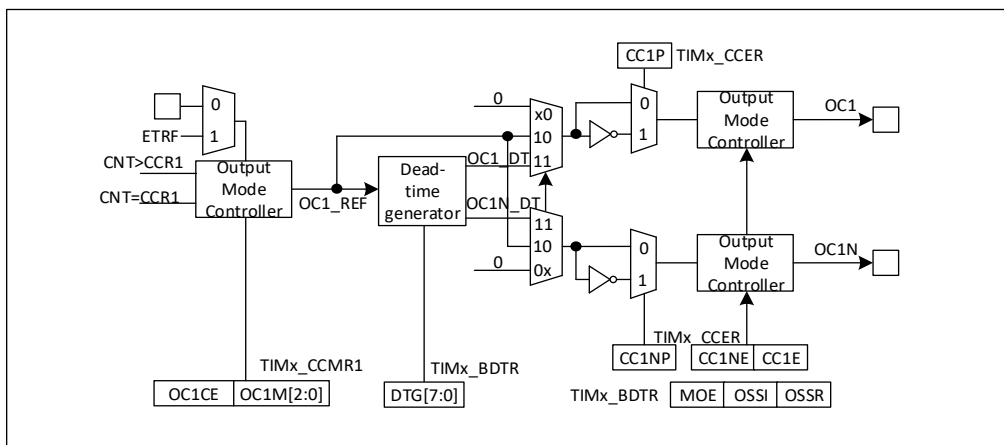 CC1P TIMx_CCER
0
ETRF 1
0
x0
10
11
0
1
Output
Mode
Controller
OC1
CNT>CCR1
CNT=CCR1
Output
Mode
Controller
OC1_REF
Dead-
time
generator
OC1_DT
OC1N_DT
11
10
0x
0
0
1
Output
Mode
Controller
OC1N
TIMx_CCER
CC1NP CC1NE CC1E
TIMx_CCMR1
OC1CE OC1M[2:0]
TIMx_BDTR
DTG[7:0]
TIMx_BDTR MOE OSSI OSSR